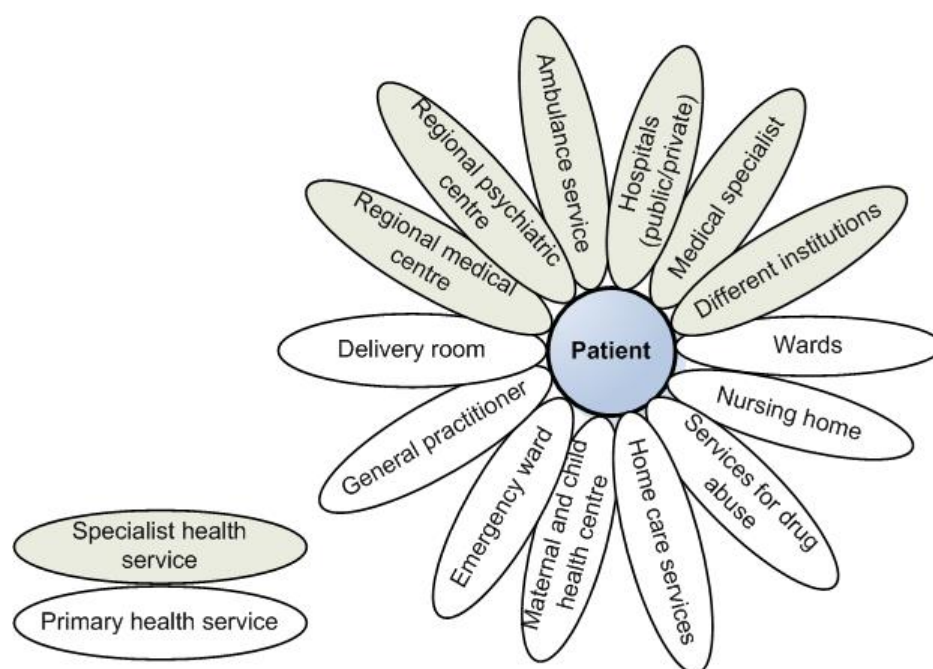 Ambulance service
Hospitals
(public/private)
Medical specialist
Different institutions
Wards
Nursing home
Services for drug
abuse
Home care services
Maternal and child
health centre
Emergency ward
General practitioner
Delivery room
Regional medical
centre
Regional psychiatric
centre
Patient
Specialist health
service
Primary health service